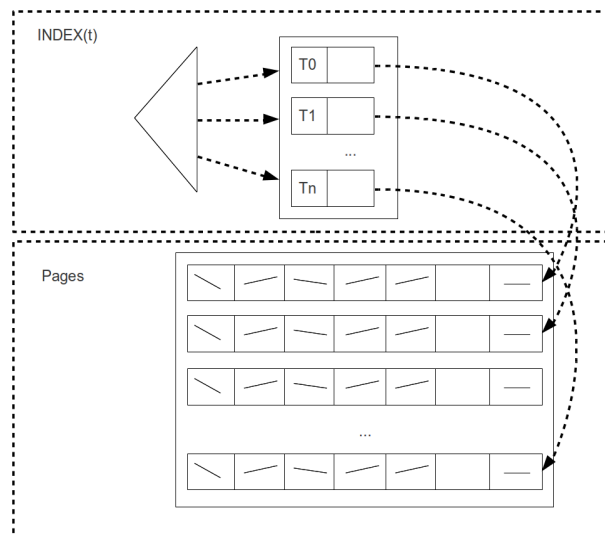 INDEX(t)
T0
T1
...
Tn
Pages
...